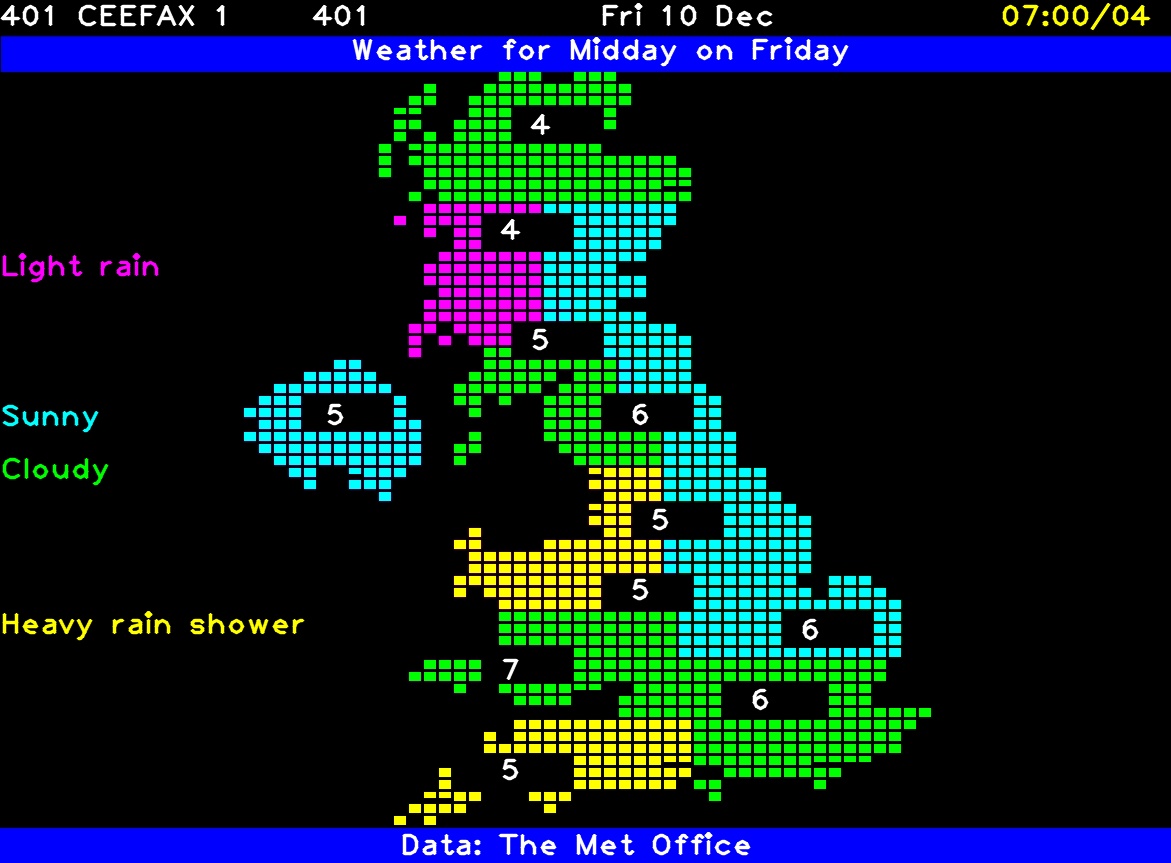 401 CEEFAX 1 401 Fri 10 Dec 07:00/04
Weather for Midday on Friday
4
4
Light rain
5
Sunny 5 6
Cloudy
5
5
Heavy rain shower 6
7
6
5
Data: The Met Office